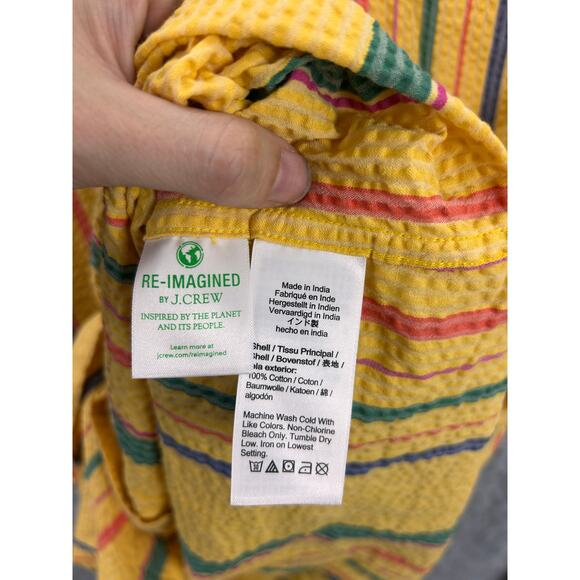 RE-IMAGINED
BY J.CREW
INSPIRED BY THE PLANET
AND ITS PEOPLE.
Learn more at
jcrew.com/reimagined
Made in India
Fabriqué en Inde
Hergestellt in Indien
Vervaardigd in India
インド製
hecho en india
Shell / Tissu Principal /
Shell / Bovenstof / 表地 /
ela exterior:
100% Cotton / Coton /
Baumwolle / Katoen / 綿 /
algodón
Machine Wash Cold With
Like Colors. Non-Chlorine
Bleach Only. Tumble Dry
Low. Iron on Lowest
Setting.